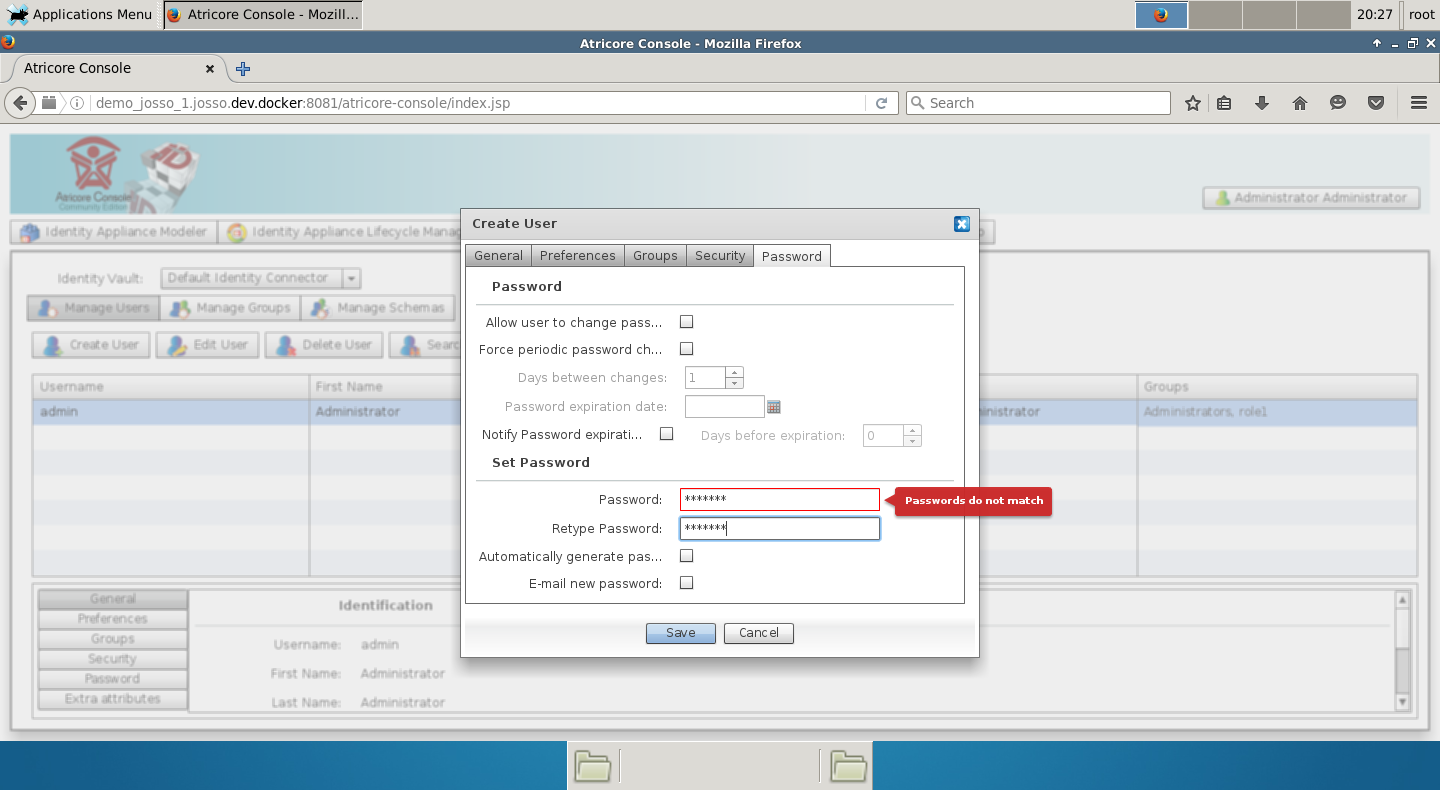 Applications Menu
Atricore Console - Mozill...
20:27
root
Atricore Console - Mozilla Firefox
Atricore Console
demo_josso_1.josso.dev.docker:8081/atricore-console/index.jsp
Search
Atricore Console
Community Edition
Administrator Administrator
Identity Appliance Modeler
Identity Appliance Lifecycle Mana
Identity Vault:
Default Identity Connector
Manage Users
Manage Groups
Manage Schemas
Create User
Edit User
Delete User
Searc
Username
First Name
Groups
admin
Administrator
inistrator
Administrators, role1
Create User
General
Preferences
Groups
Security
Password
Password
Allow user to change pass...
Force periodic password ch...
Days between changes:
1
Password expiration date:
Notify Password expirati...
Days before expiration:
0
Set Password
Password:
*******
Passwords do not match
Retype Password:
*******
Automatically generate pas...
E-mail new password:
Save
Cancel
General
Preferences
Groups
Security
Password
Extra attributes
Identification
Username:
admin
First Name:
Administrator
Last Name:
Administrator